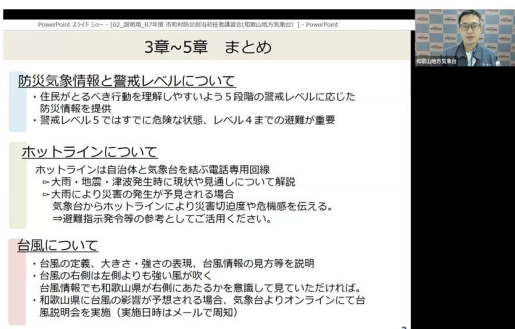 PowerPoint スライド ショー - [02_説明用_R7年度 市町村防災担当初任者講習会(和歌山地方気象台) ] - PowerPoint
3章~5章　まとめ
和歌山地方気象台
防災気象情報と警戒レベルについて
・住民がとるべき行動を理解しやすいよう５段階の警戒レベルに応じた
防災情報を提供
・警戒レベル５ではすでに危険な状態、レベル４までの避難が重要
ホットラインについて
ホットラインは自治体と気象台を結ぶ電話専用回線
⊳大雨・地震・津波発生時に現状や見通しについて解説
⊳大雨により災害の発生が予見される場合
気象台からホットラインにより災害切迫度や危機感を伝える。
⇒避難指示発令等の参考としてご活用ください。
台風について
・台風の定義、大きさ・強さの表現、台風情報の見方等を説明
・台風の右側は左側よりも強い風が吹く
台風情報でも和歌山県が右側にあたるかを意識して見ていただければ。
・和歌山県に台風の影響が予想される場合、気象台よりオンラインにて台
風説明会を実施（実施日時はメールで周知）